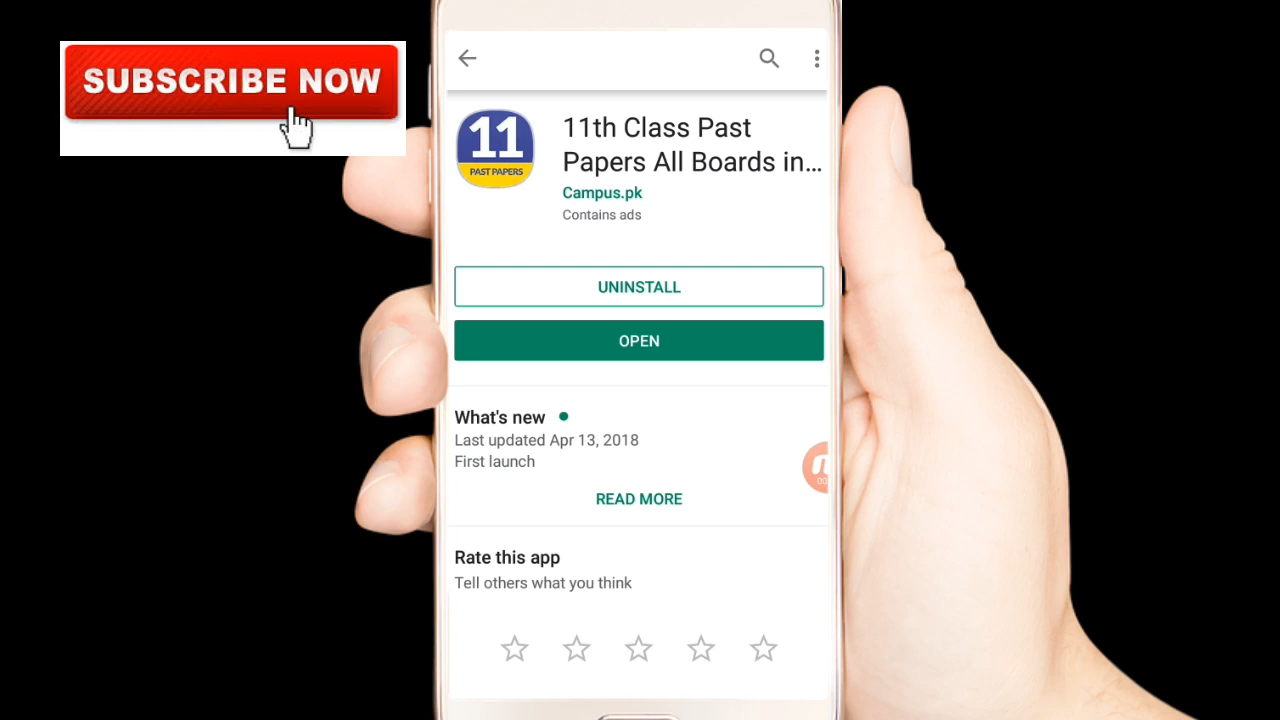 SUBSCRIBE NOW
11
PAST PAPERS
11th Class Past
Papers All Boards in...
Campus.pk
Contains ads
UNINSTALL
OPEN
What's new
Last updated Apr 13, 2018
First launch
00
READ MORE
Rate this app
Tell others what you think